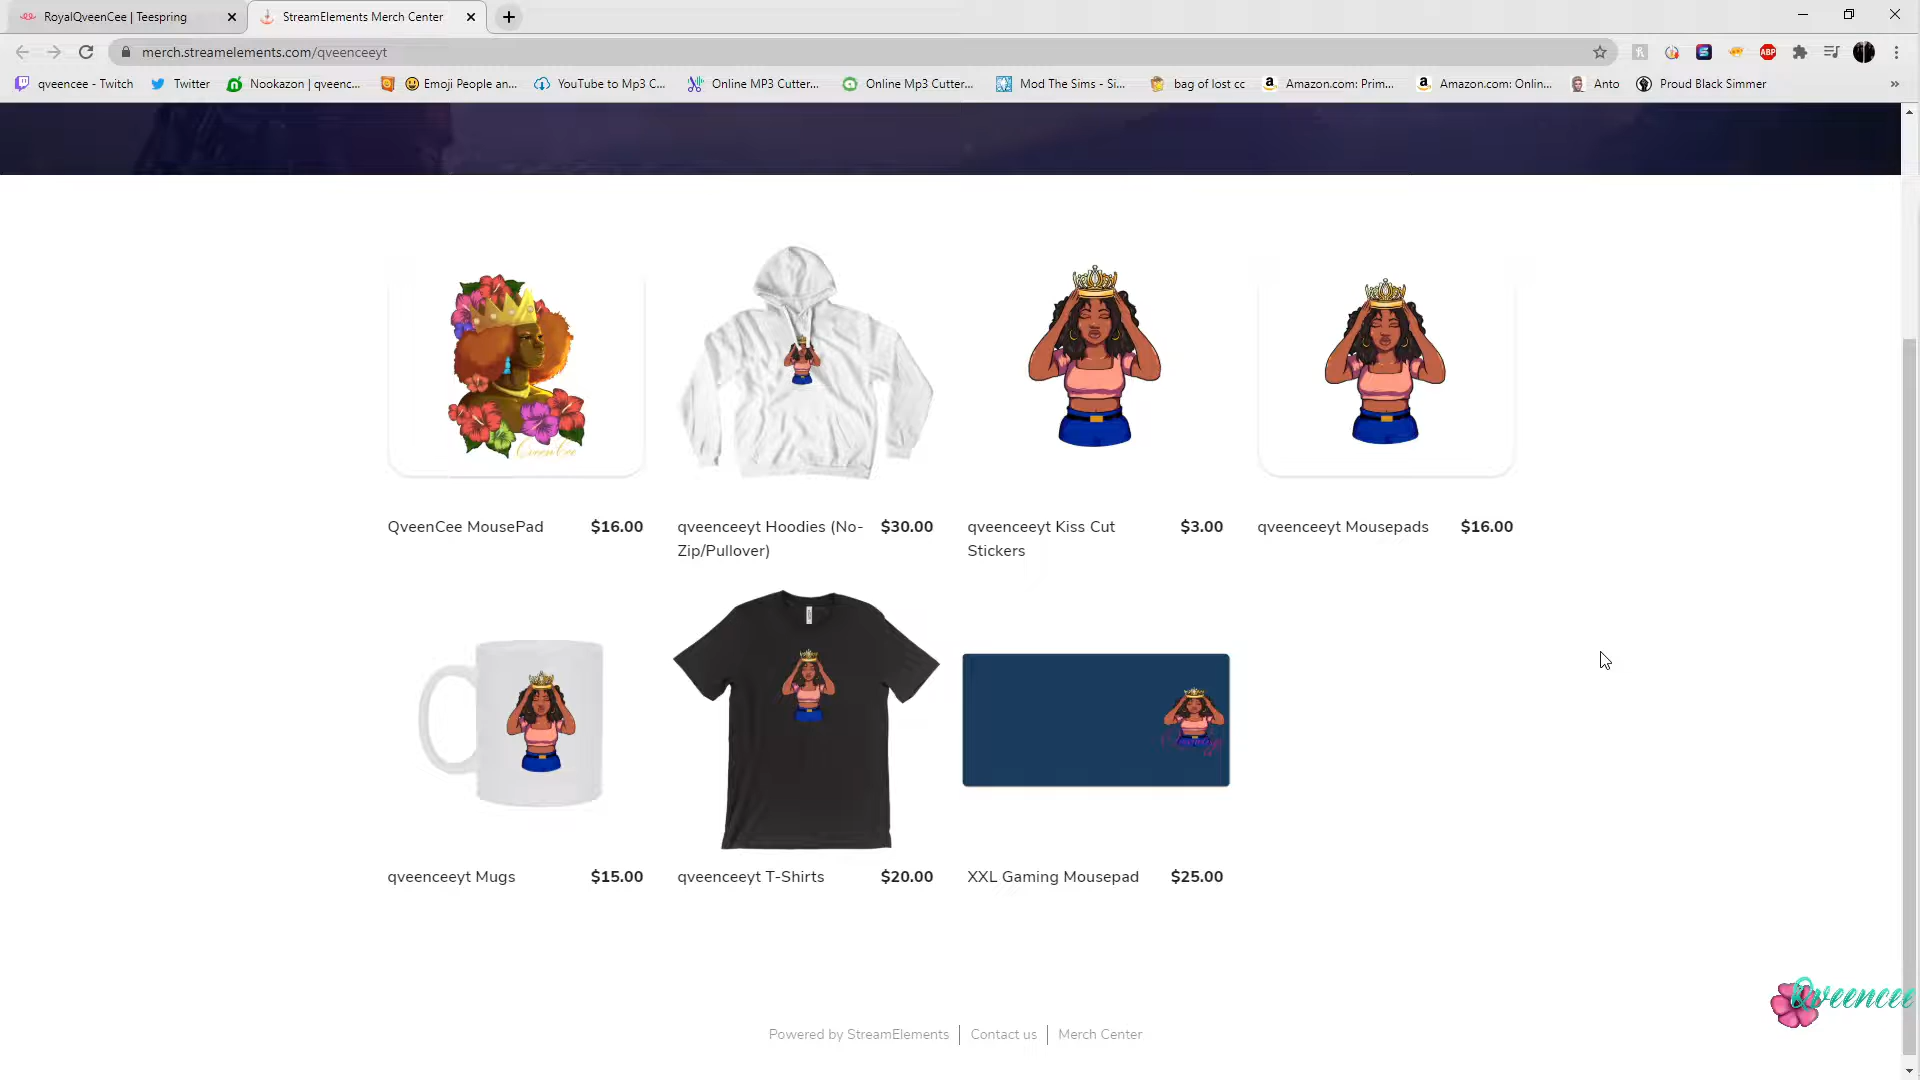 RoyalQveenCee | Teespring
StreamElements Merch Center
merch.streamelements.com/qveenceeyt
ABP
qveencee - Twitch
Twitter
Nookazon | qveenc...
Emoji People an...
YouTube to Mp3 C...
Online MP3 Cutter...
Online Mp3 Cutter...
Mod The Sims - Si...
bag of lost cc
Amazon.com: Prim...
Amazon.com: Onlin...
Anto
Proud Black Simmer
QveenCee
QveenCee MousePad $16.00
qveenceeyt Hoodies (No- $30.00
Zip/Pullover)
qveenceeyt Kiss Cut $3.00
Stickers
qveenceeyt Mousepads $16.00
qveenceeyt Mugs $15.00
qveenceeyt T-Shirts $20.00
XXL Gaming Mousepad $25.00
Qveencee
Powered by StreamElements
Contact us
Merch Center